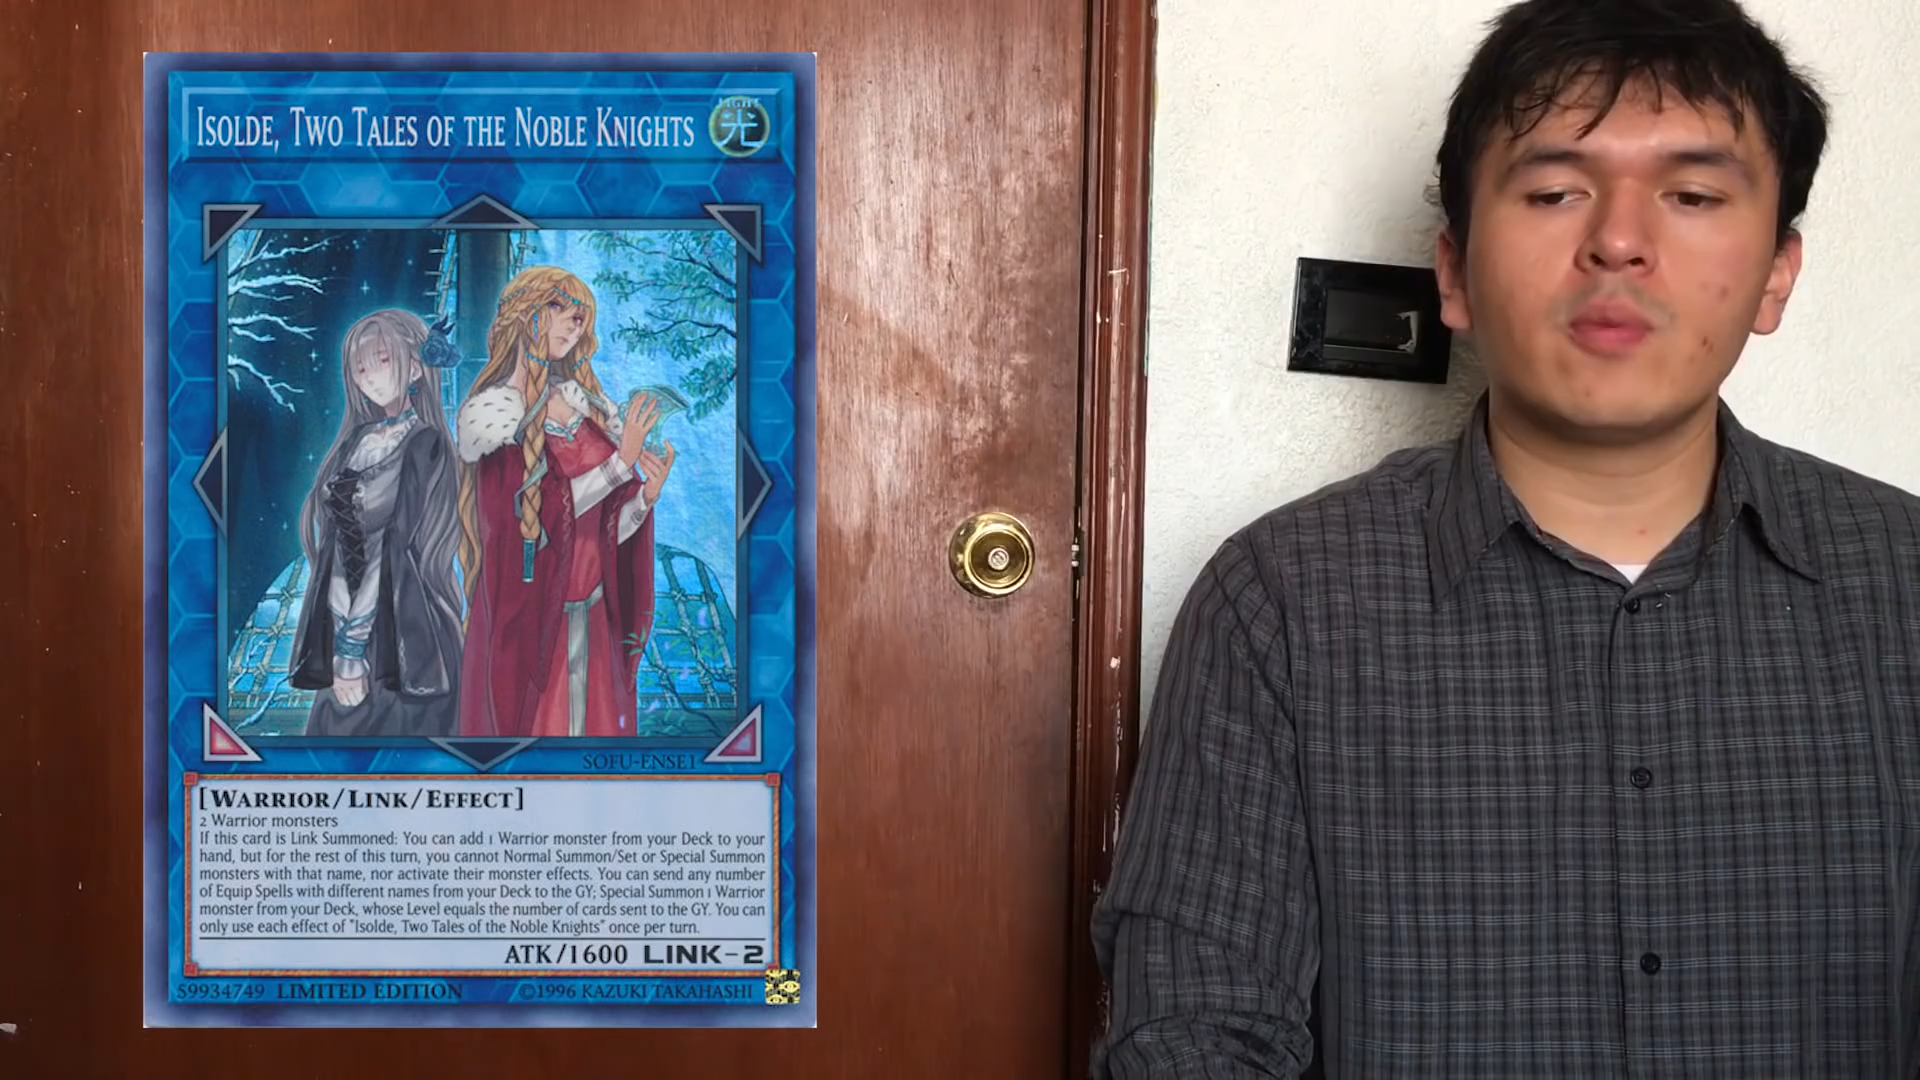 ISOLDE, TWO TALES OF THE NOBLE KNIGHTS
LIGHT
光
SOFU-ENSE1
[WARRIOR/LINK/EFFECT]
2 Warrior monsters
If this card is Link Summoned: You can add 1 Warrior monster from your Deck to your
hand, but for the rest of this turn, you cannot Normal Summon/Set or Special Summon
monsters with that name, nor activate their monster effects. You can send any number
of Equip Spells with different names from your Deck to the GY; Special Summon 1 Warrior
monster from your Deck, whose Level equals the number of cards sent to the GY. You can
only use each effect of "Isolde, Two Tales of the Noble Knights" once per turn.
ATK/1600 LINK-2
59934749 LIMITED EDITION ©1996 KAZUKI TAKAHASHI